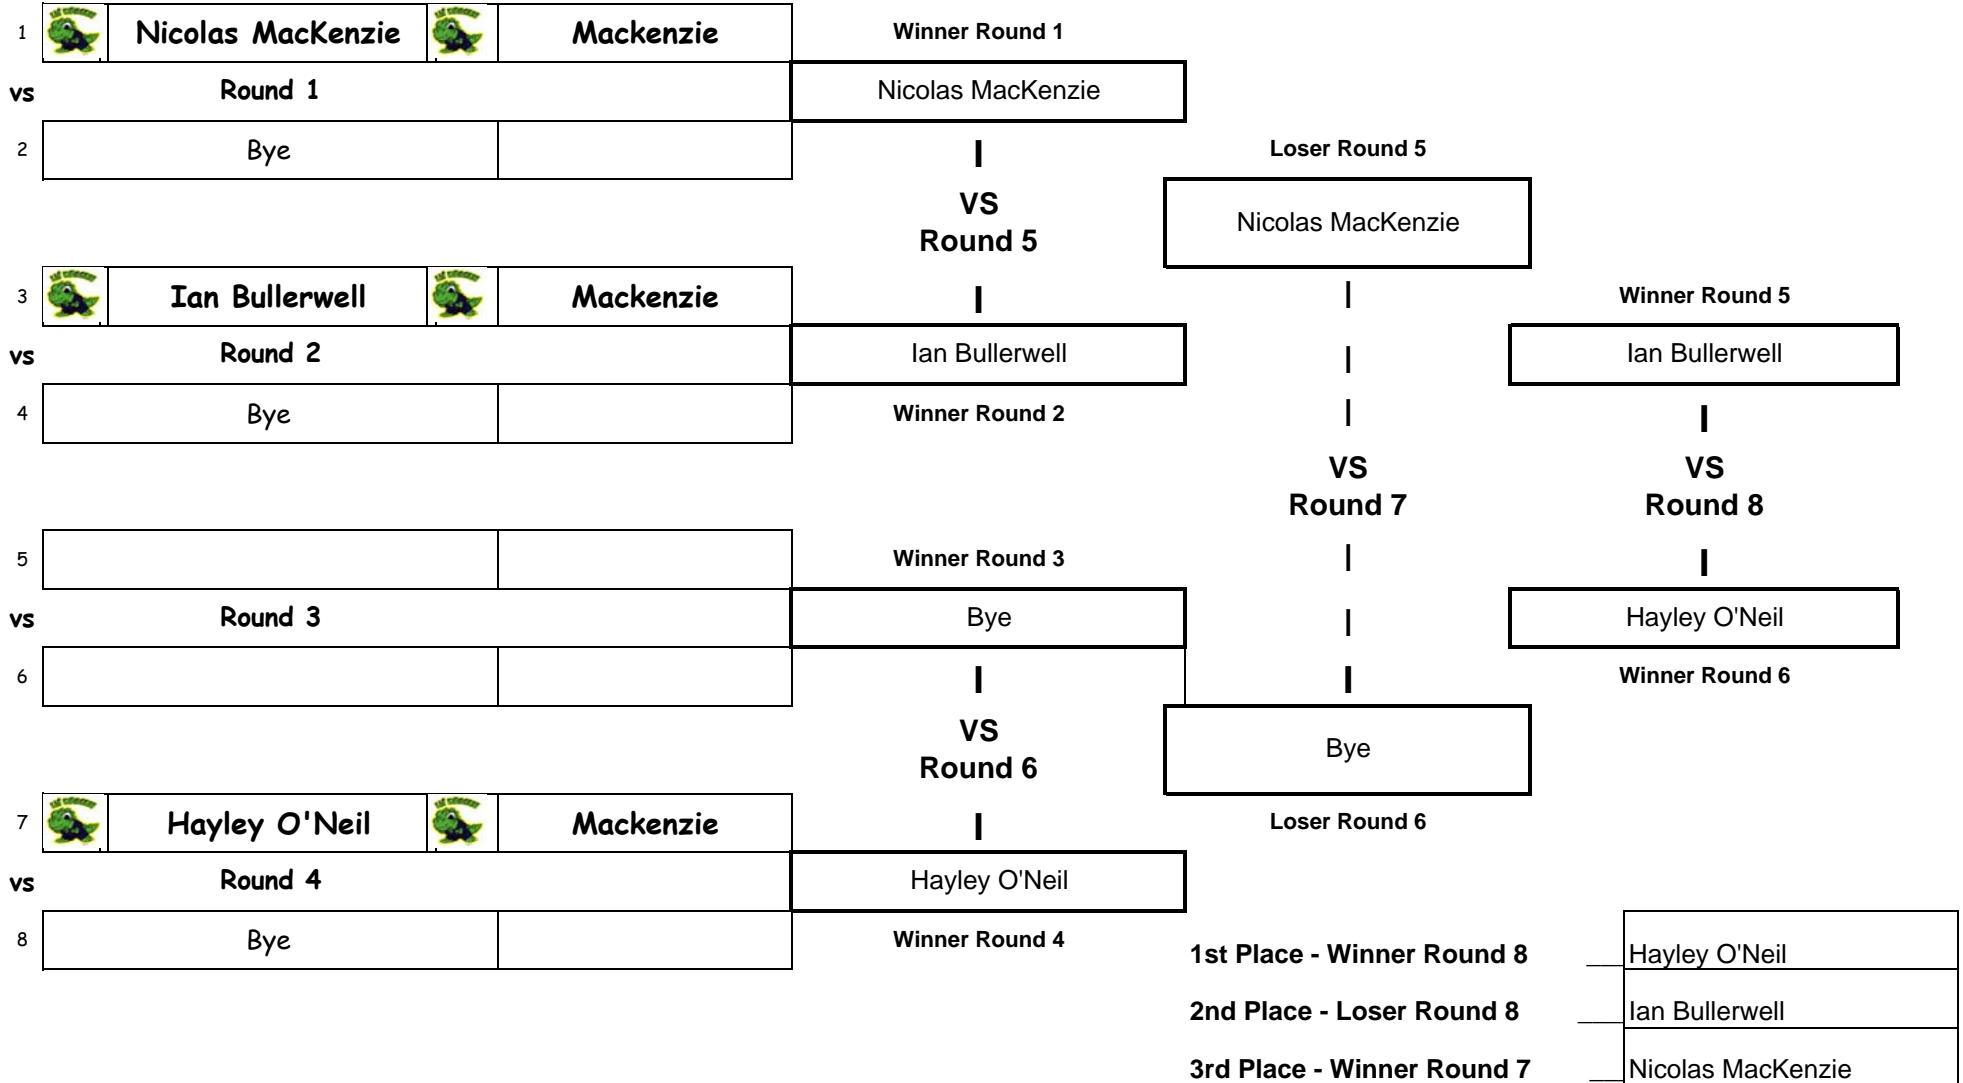 1 Nicolas MacKenzie Mackenzie Winner Round 1
vs Round 1 Nicolas MacKenzie
2 Bye Loser Round 5
VS
Round 5 Nicolas MacKenzie
3 Ian Bullerwell Mackenzie Winner Round 5
vs Round 2 Ian Bullerwell Ian Bullerwell
4 Bye Winner Round 2
VS VS
Round 7 Round 8
5 Winner Round 3
vs Round 3 Bye Hayley O'Neil
6 Winner Round 6
VS
Round 6 Bye
7 Hayley O'Neil Mackenzie Loser Round 6
vs Round 4 Hayley O'Neil
8 Bye Winner Round 4
1st Place - Winner Round 8 ___ Hayley O'Neil
2nd Place - Loser Round 8 ___ Ian Bullerwell
3rd Place - Winner Round 7 __ Nicolas MacKenzie